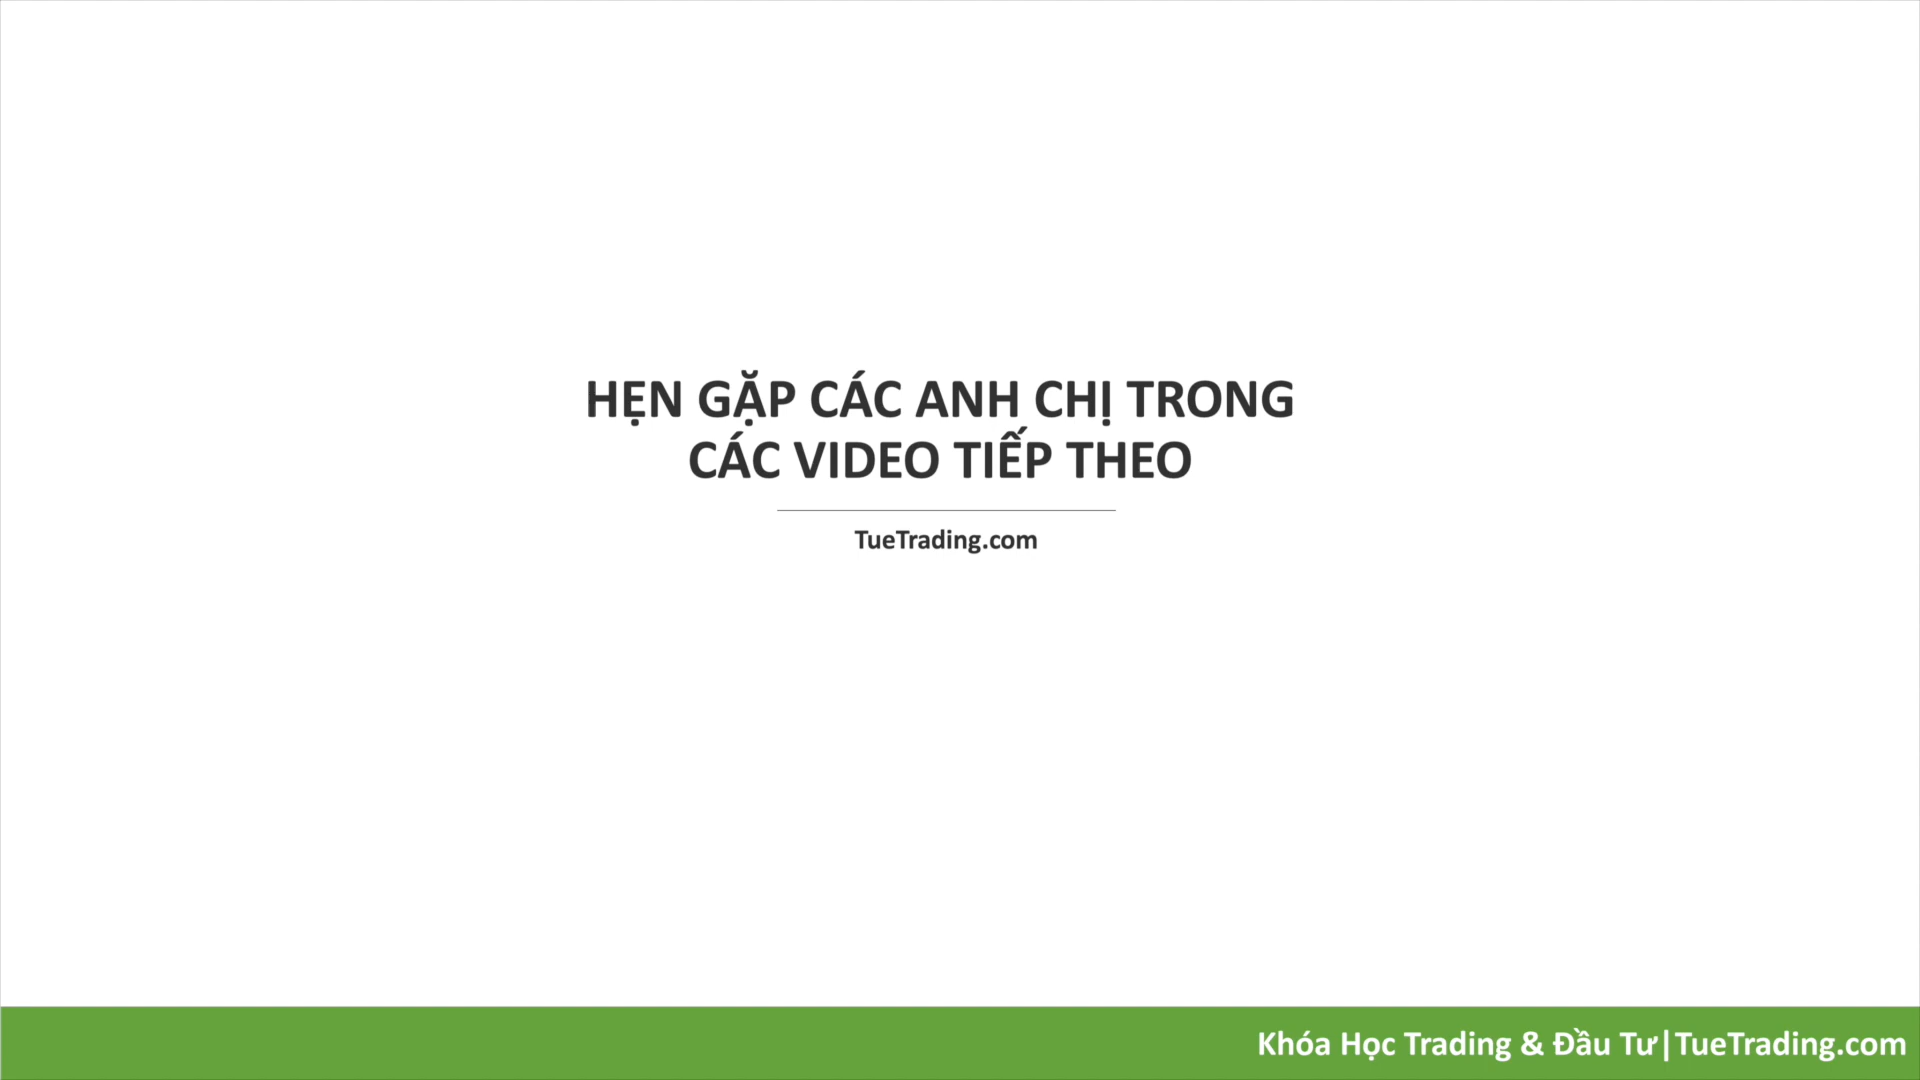 HẸN GẶP CÁC ANH CHỊ TRONG
CÁC VIDEO TIẾP THEO
TueTrading.com
Khóa Học Trading & Đầu Tư|TueTrading.com